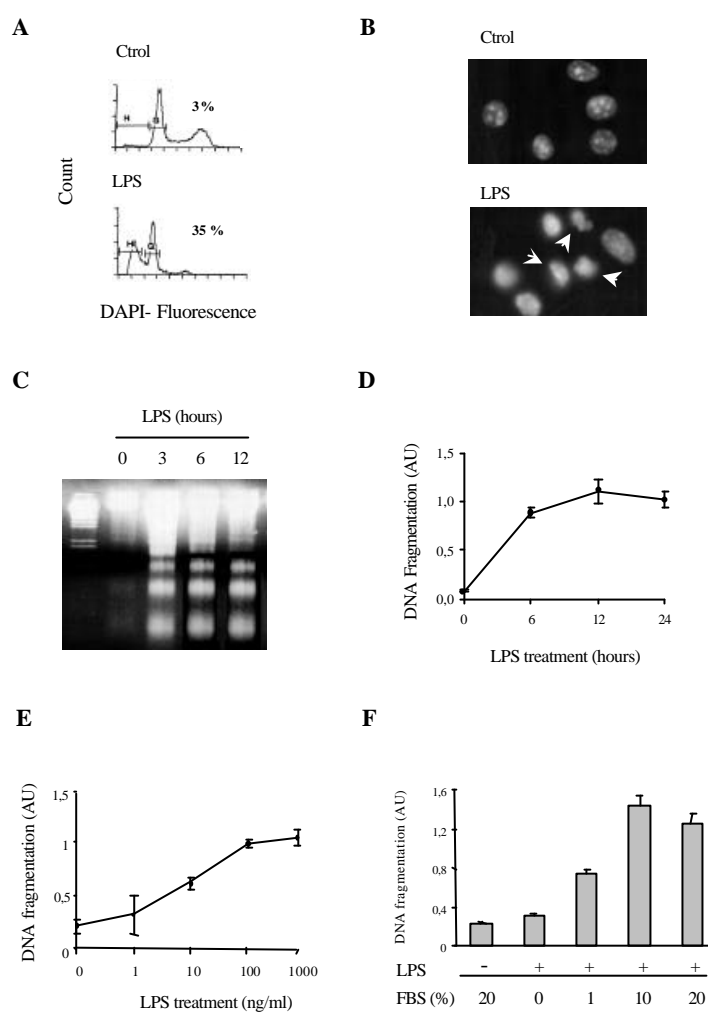 A
Ctrol
3 %
H
G
Count
LPS
35 %
G
DAPI- Fluorescence
B
Ctrol
LPS
C
LPS (hours)
0 3 6 12
D
DNA Fragmentation (AU)
1,5
1,0
0,5
0,0
0 6 12 24
LPS treatment (hours)
E
DNA fragmentation (AU)
1,5
1
0,5
0
0 1 10 100 1000
LPS treatment (ng/ml)
F
DNA fragmentation (AU)
1,6
1,2
0,8
0,4
0
LPS - + + + +
FBS (%) 20 0 1 10 20